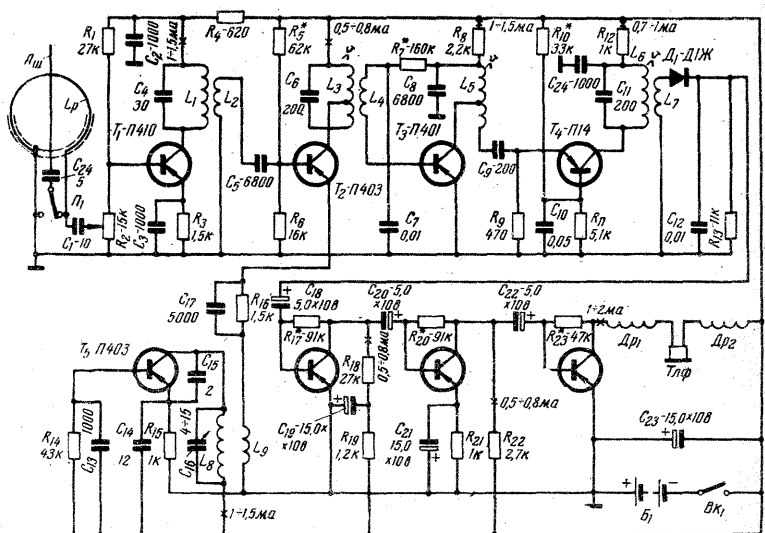 R₁
27к
C₂-1000
1÷1,5ма
R₄-620
R₅*
62к
0,5÷0,8ма
R₇*-160к
R₈
2,2к
1÷1,5ма
R₁₀*
33к
R₁₂
1к
0,7-1ма
L₆
Д₁-Д1Ж
Aш
Lр
C₄
30
L₁
L₂
C₆
200
L₃
L₄
C₈
6800
L₅
C₂₄-1000
C₁₁
200
L₇
T₁-П410
T₃-П401
T₄-П14
C₂₄
5
C₅-6800
T₂-П403
C₉-200
П₁
C₁-10
R₂-15к
C₃-1000
R₃
1,5к
R₆
16к
C₇
0,01
R₉
470
C₁₀
0,05
R₁₁
5,1к
C₁₂
0,01
R₁₃-11к
C₁₇
5000
R₁₆
1,5к
C₁₈
5,0×10в
C₂₀-5,0
×10в
C₂₂-5,0
×10в
1÷2ма
R₁₇*-91к
R₂₀*-91к
R₂₃*-47к
Др₁
Др₂
Тлф
T₅ П403
C₁₅
2
R₁₈
27к
0,5÷0,8ма
0,5÷0,8ма
C₁₉-15,0×
×10в
C₂₃-15,0×10в
R₁₄
43к
1000
C₁₃
C₁₄
12
R₁₅
1к
4÷15
C₁₆
L₈
L₉
R₁₉
1,2к
C₂₁
15,0
×10в
R₂₁
1к
R₂₂
2,7к
1÷1,5ма
Б₁
Вк₁